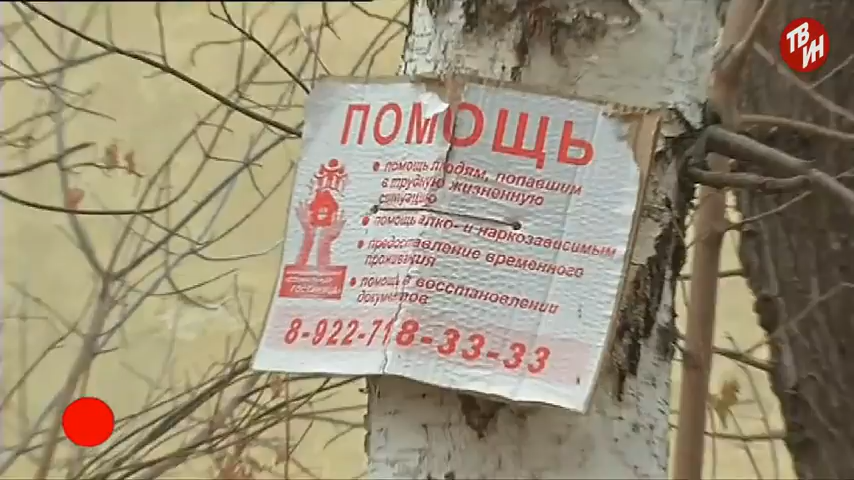 ТВ
ИН
ПОМОЩЬ
• помощь людям, попавшим
в трудную жизненную
ситуацию
• помощь алко- и наркозависимым
• предоставление временного
проживания
• помощь в восстановлении
документов
8-922-718-33-33